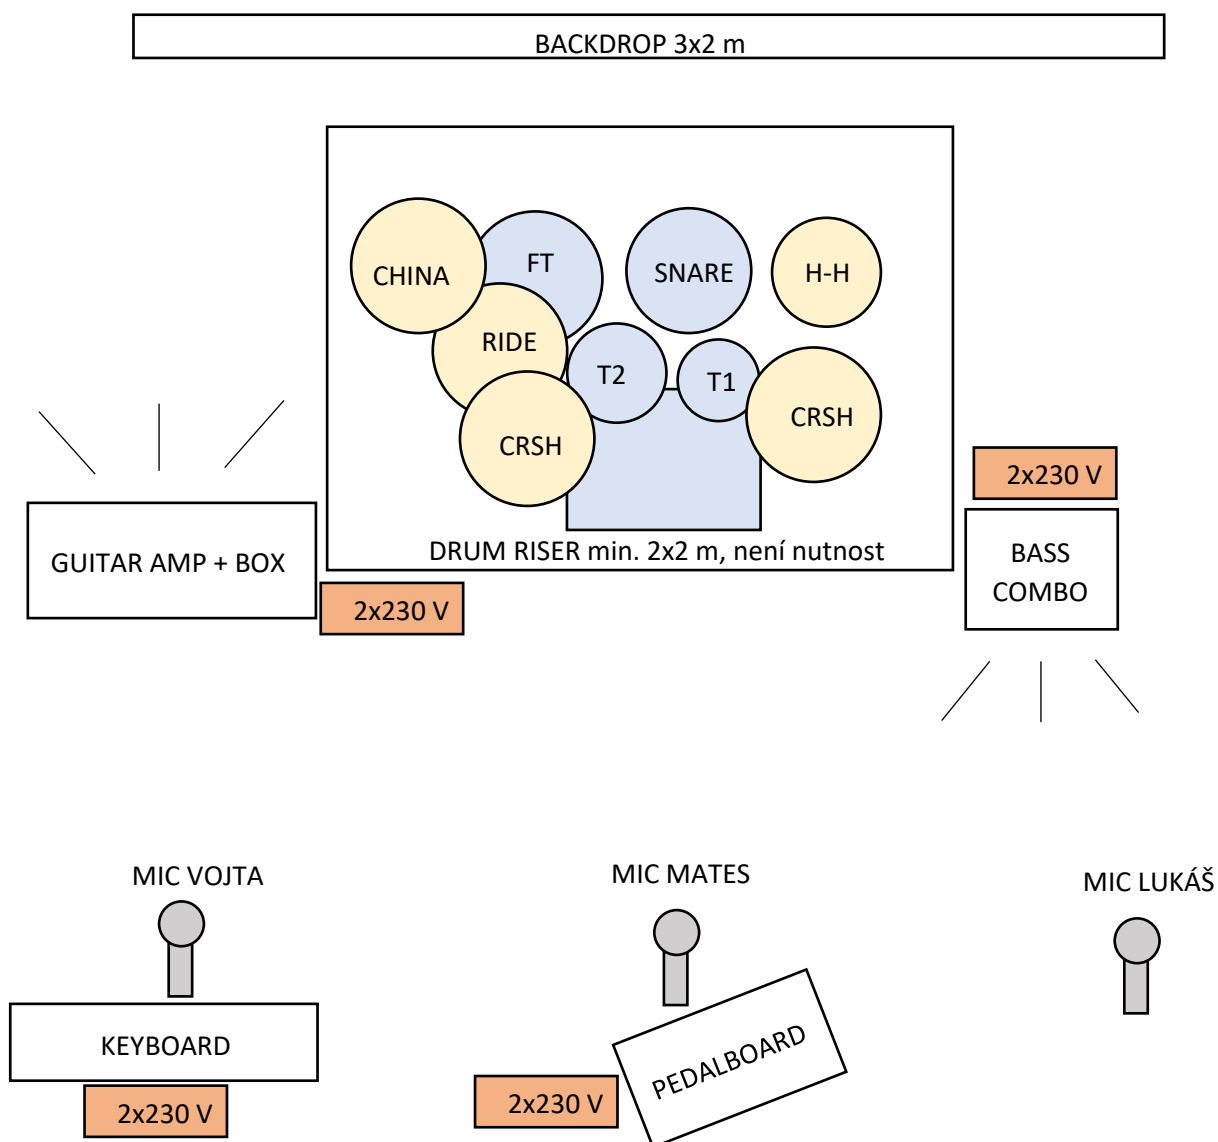 BACKDROP 3x2 m
CHINA
FT
SNARE
H-H
RIDE
T2
T1
CRSH
CRSH
DRUM RISER min. 2x2 m, není nutnost
GUITAR AMP + BOX
2x230 V
2x230 V
BASS
COMBO
MIC VOJTA
MIC MATES
MIC LUKÁŠ
KEYBOARD
2x230 V
PEDALBOARD
2x230 V